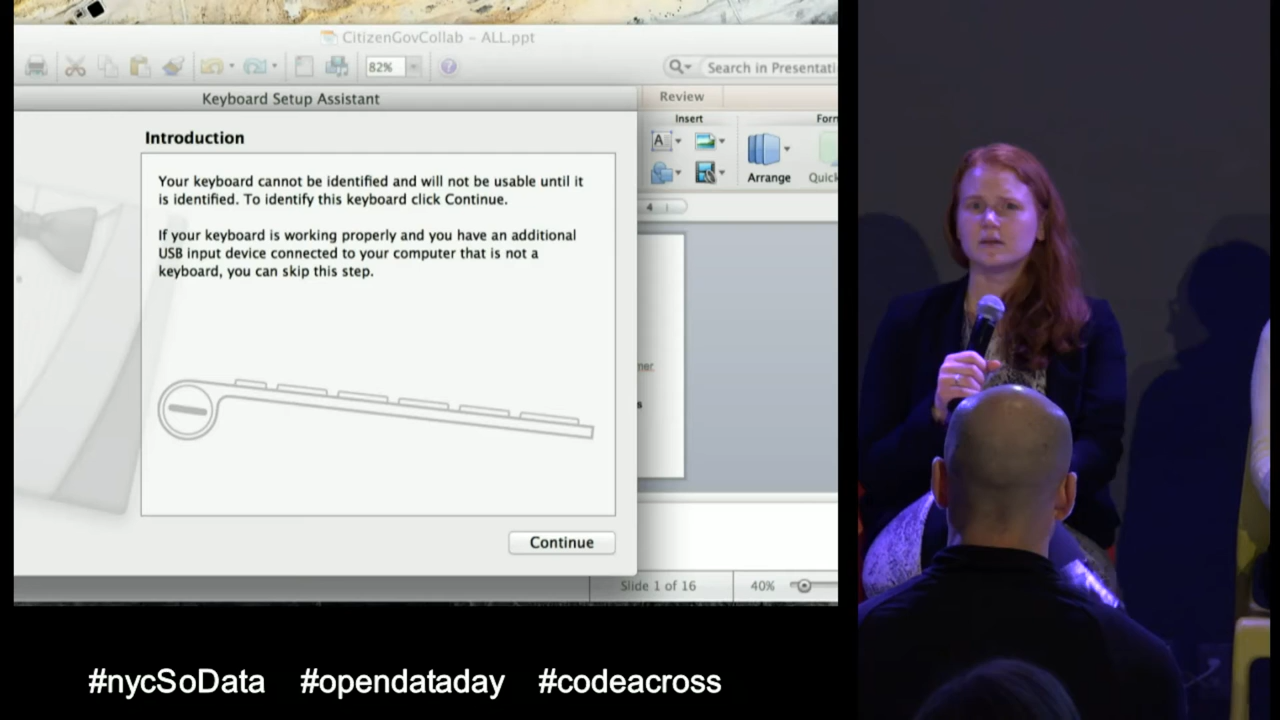 CitizenGovCollab – ALL.ppt
82%
Search in Presentati
Keyboard Setup Assistant
Review
Introduction
Insert
Form
A
Your keyboard cannot be identified and will not be usable until it
is identified. To identify this keyboard click Continue.
Arrange
Quick
4
If your keyboard is working properly and you have an additional
USB input device connected to your computer that is not a
keyboard, you can skip this step.
ner
s
Continue
Slide 1 of 16
40%
#nycSoData #opendataday #codeacross